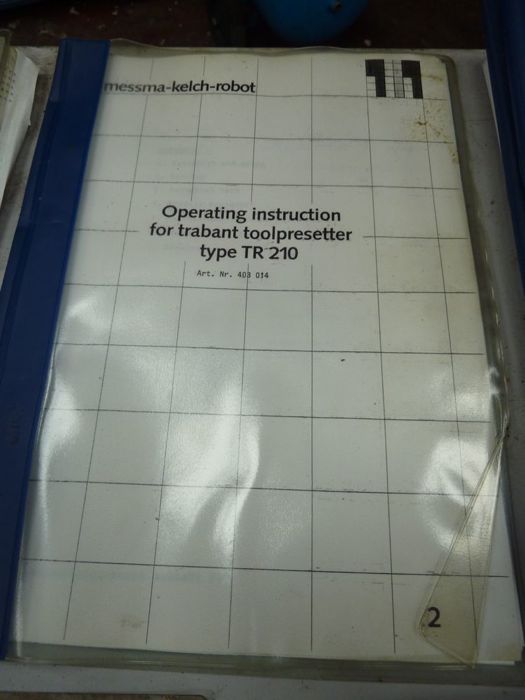 messma-kelch-robot
Operating instruction
for trabant toolpresetter
type TR 210
Art. Nr. 403 014
2